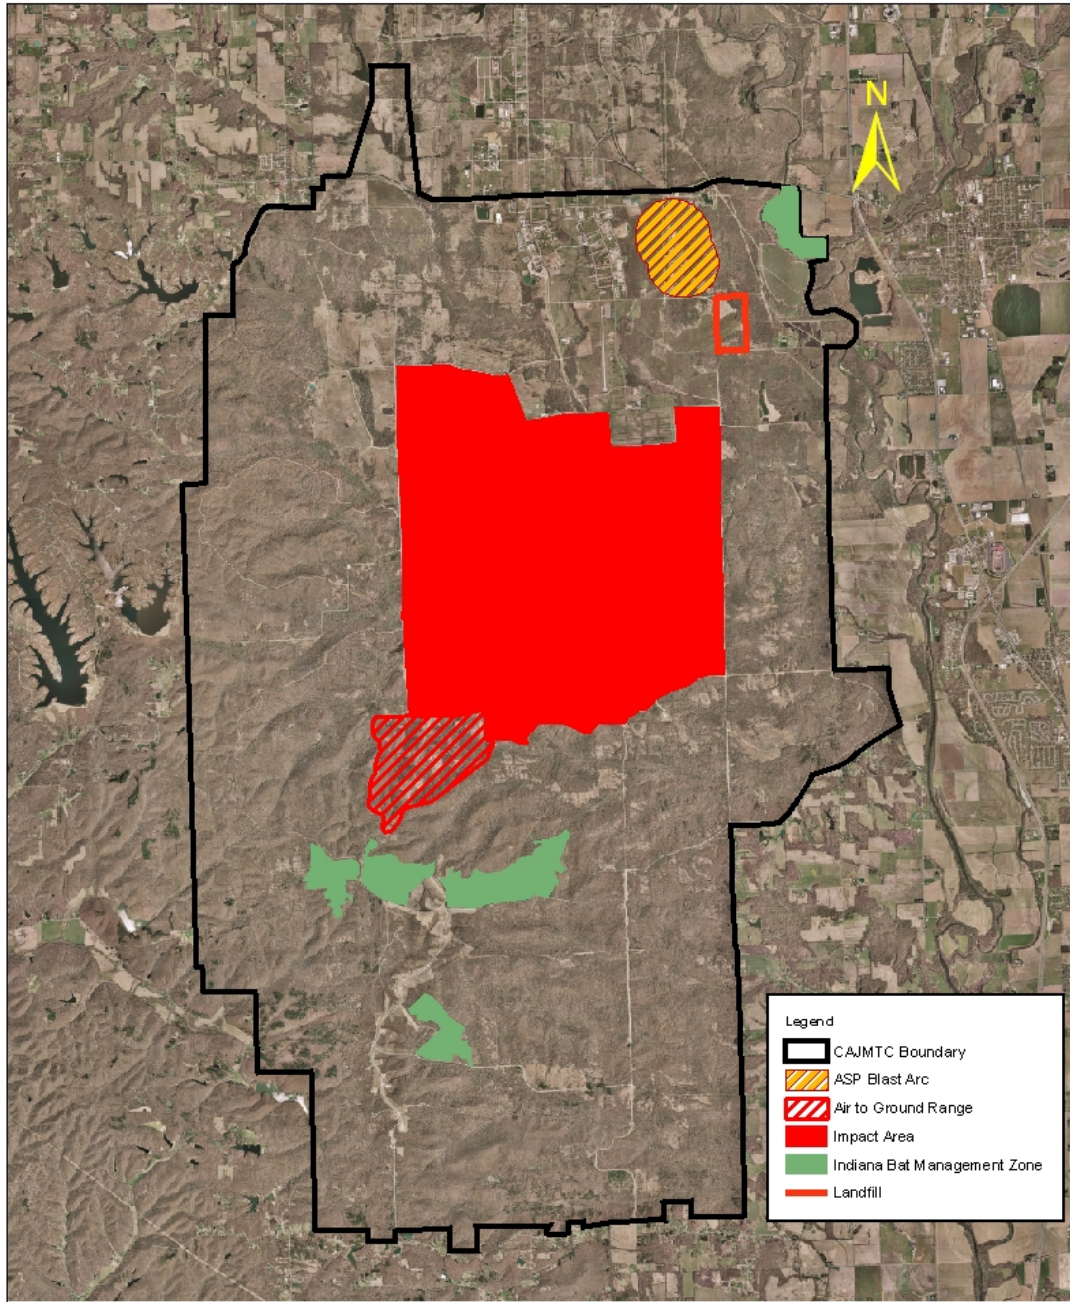 N
Legend
CAJMTC Boundary
ASP Blast Arc
Air to Ground Range
Impact Area
Indiana Bat Management Zone
Landfill